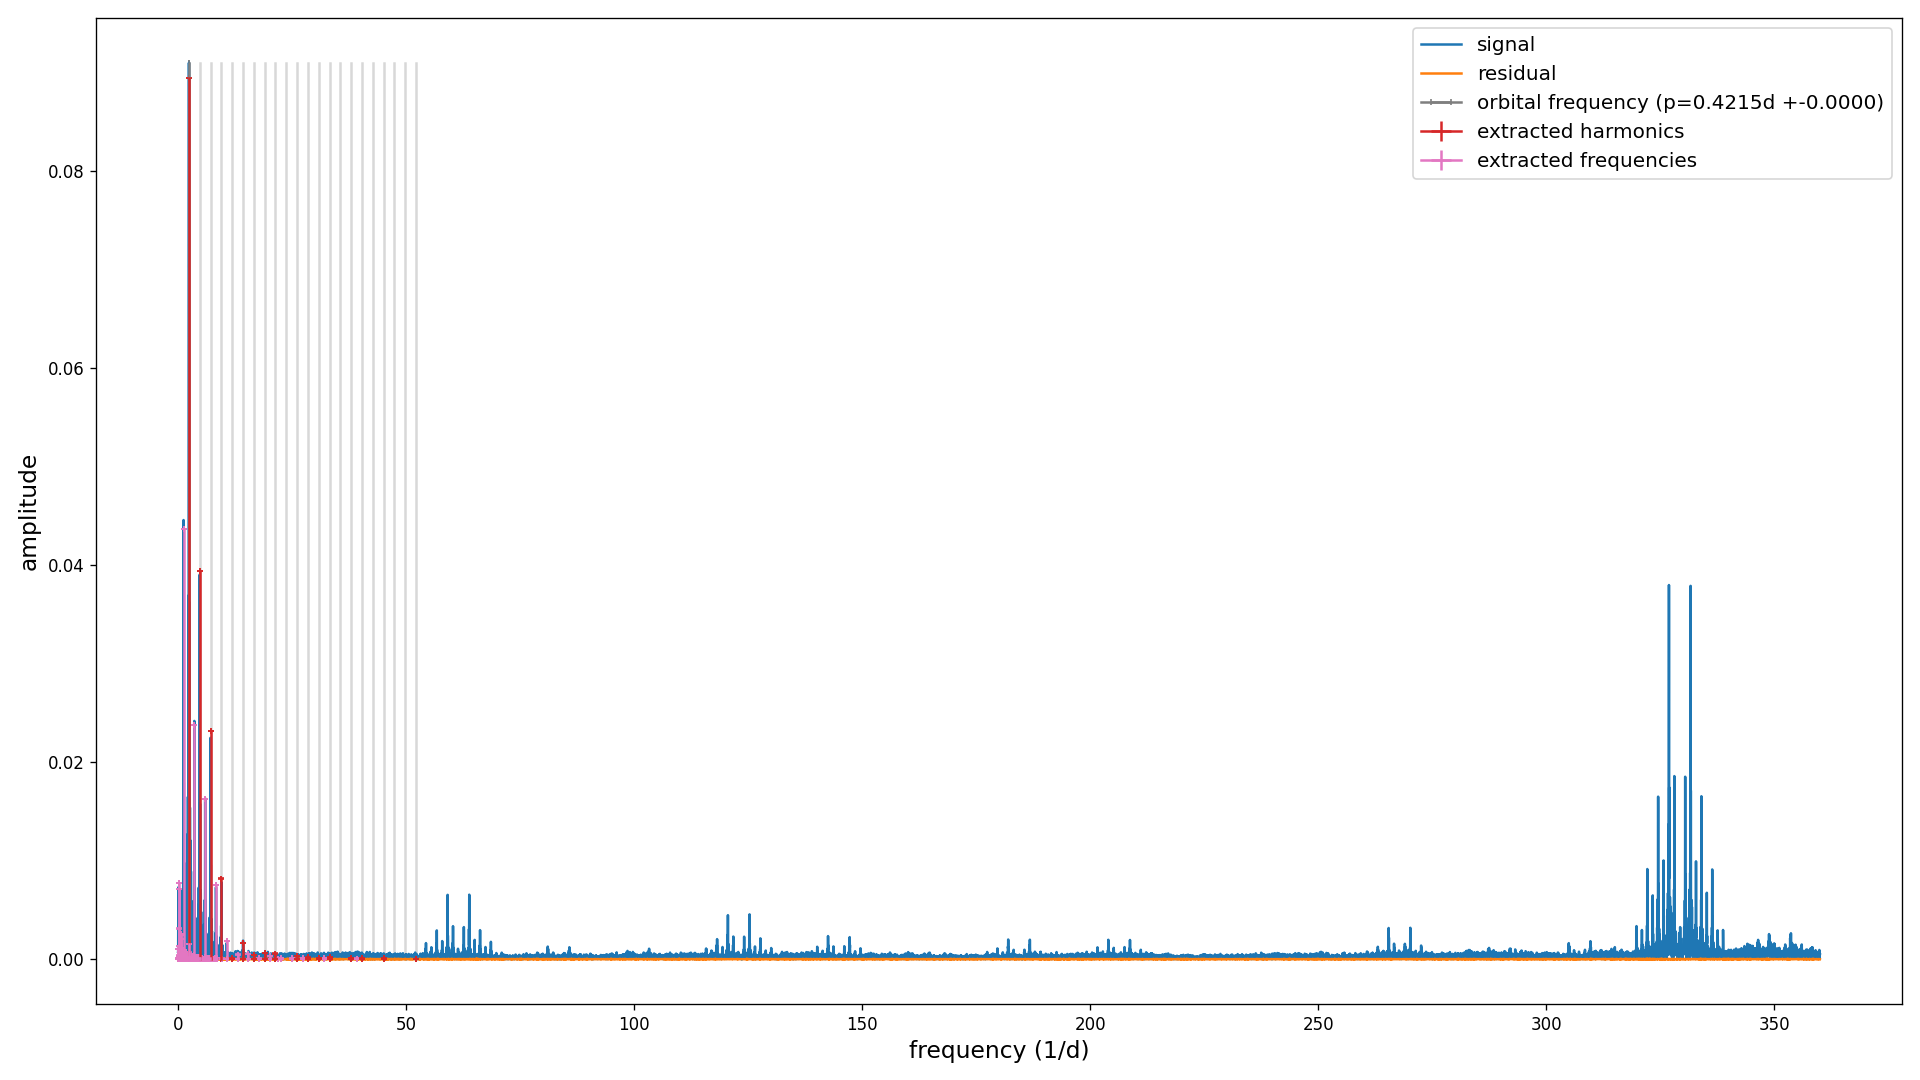 signal
residual
orbital frequency (p=0.4215d +-0.0000)
extracted harmonics
extracted frequencies
0.08
0.06
0.04
0.02
0.00
amplitude
0 50 100 150 200 250 300 350
frequency (1/d)